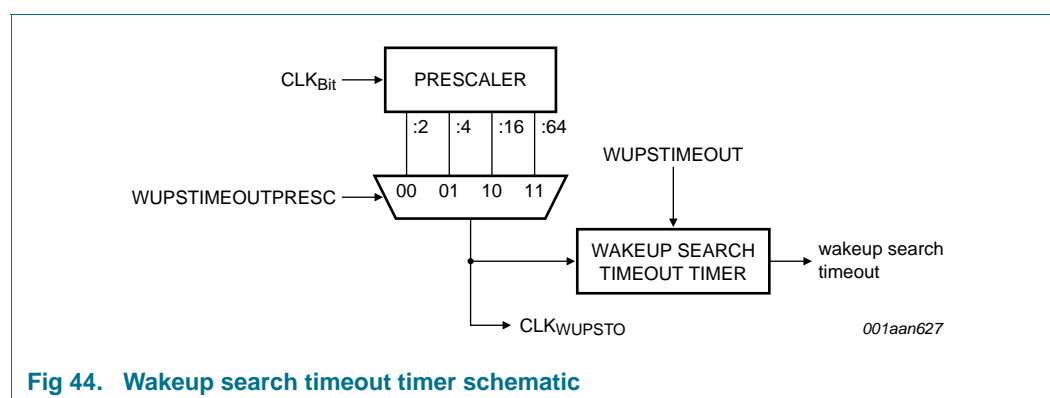 CLKBit
PRESCALER
:2 :4 :16 :64
WUPSTIMEOUT
WUPSTIMEOUTPRESC
00 01 10 11
WAKEUP SEARCH
TIMEOUT TIMER
wakeup search
timeout
CLKWUPSTO
001aan627
Fig 44. Wakeup search timeout timer schematic